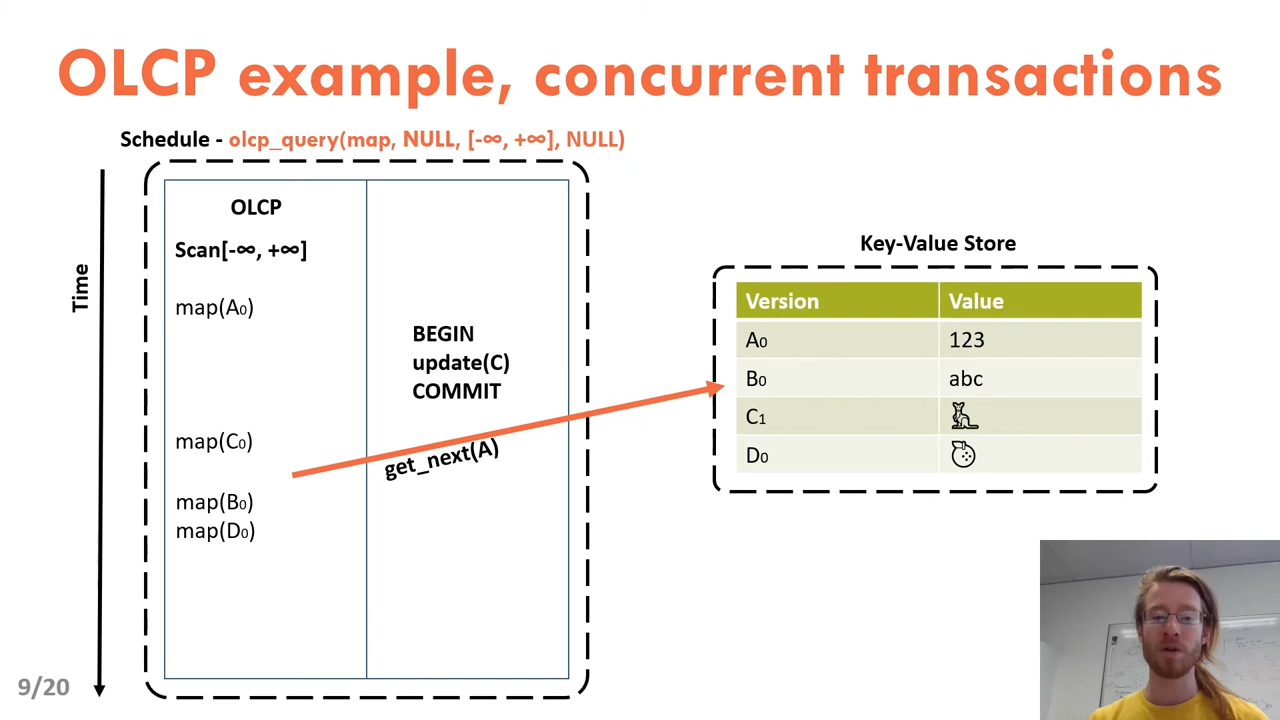 OLCP example, concurrent transactions
Schedule - olcp_query(map, NULL, [-∞, +∞], NULL)
Time
OLCP
Scan[-∞, +∞]
map(A₀)
BEGIN
update(C)
COMMIT
map(C₀)
get_next(A)
map(B₀)
map(D₀)
Key-Value Store
Version Value
A₀ 123
B₀ abc
C₁
D₀
9/20